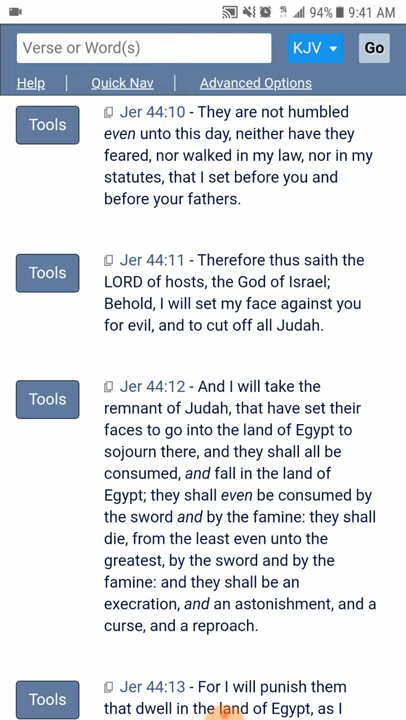 94% 9:41 AM
Verse or Word(s) KJV Go
Help | Quick Nav | Advanced Options
Tools
Jer 44:10 - They are not humbled
even unto this day, neither have they
feared, nor walked in my law, nor in my
statutes, that I set before you and
before your fathers.
Tools
Jer 44:11 - Therefore thus saith the
LORD of hosts, the God of Israel;
Behold, I will set my face against you
for evil, and to cut off all Judah.
Tools
Jer 44:12 - And I will take the
remnant of Judah, that have set their
faces to go into the land of Egypt to
sojourn there, and they shall all be
consumed, and fall in the land of
Egypt; they shall even be consumed by
the sword and by the famine: they shall
die, from the least even unto the
greatest, by the sword and by the
famine: and they shall be an
execration, and an astonishment, and a
curse, and a reproach.
Tools
Jer 44:13 - For I will punish them
that dwell in the land of Egypt, as I